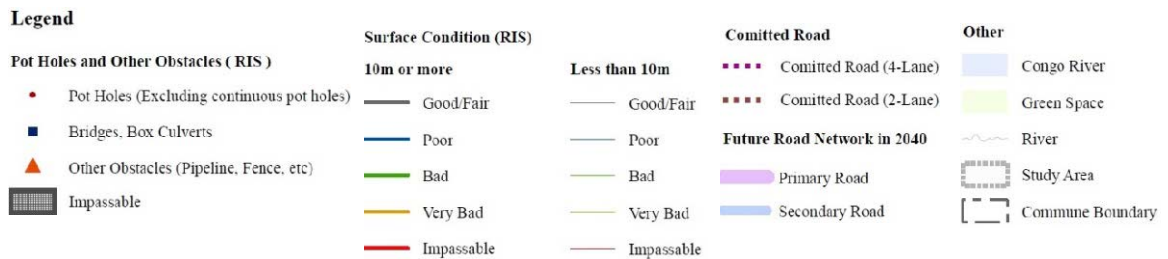 Legend
Pot Holes and Other Obstacles ( RIS )
Pot Holes (Excluding continuous pot holes)
Bridges, Box Culverts
Other Obstacles (Pipeline, Fence, etc)
Impassable
Surface Condition (RIS)
10m or more
Good/Fair
Poor
Bad
Very Bad
Impassable
Less than 10m
Good/Fair
Poor
Bad
Very Bad
Impassable
Comitted Road
Comitted Road (4-Lane)
Comitted Road (2-Lane)
Future Road Network in 2040
Primary Road
Secondary Road
Other
Congo River
Green Space
River
Study Area
Commune Boundary